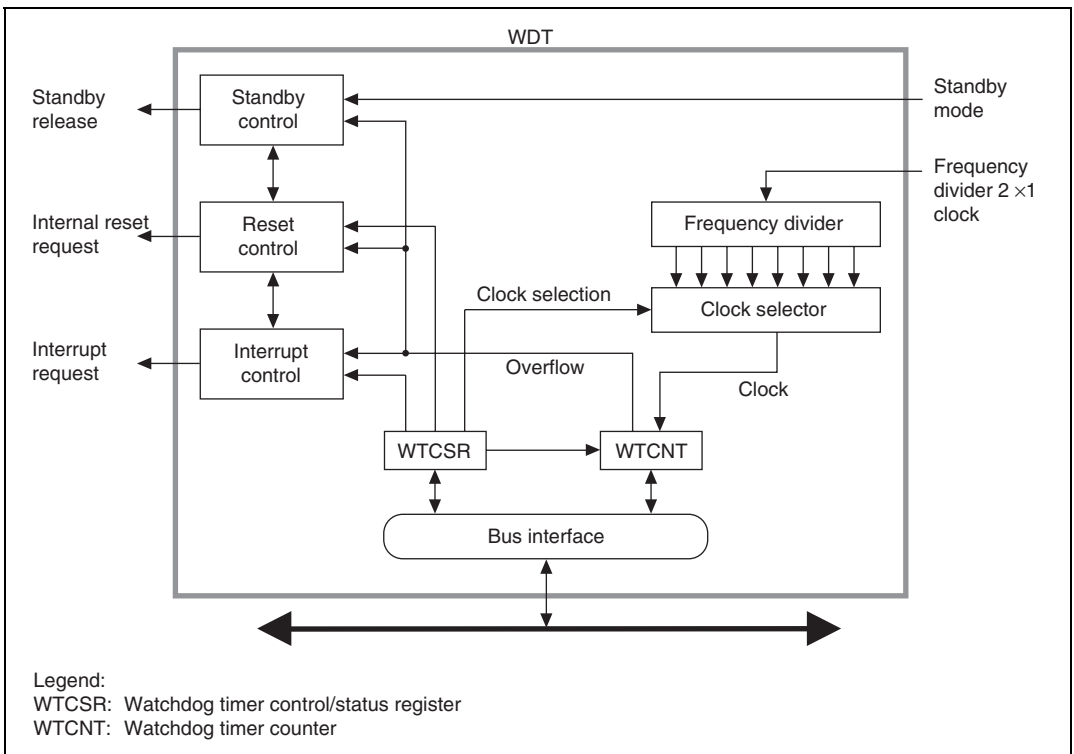 WDT
Standby
release
Standby
control
Standby
mode
Frequency
divider 2 ×1
clock
Internal reset
request
Reset
control
Frequency divider
Clock selection
Clock selector
Interrupt
request
Interrupt
control
Overflow
Clock
WTCSR
WTCNT
Bus interface
Legend:
WTCSR: Watchdog timer control/status register
WTCNT: Watchdog timer counter